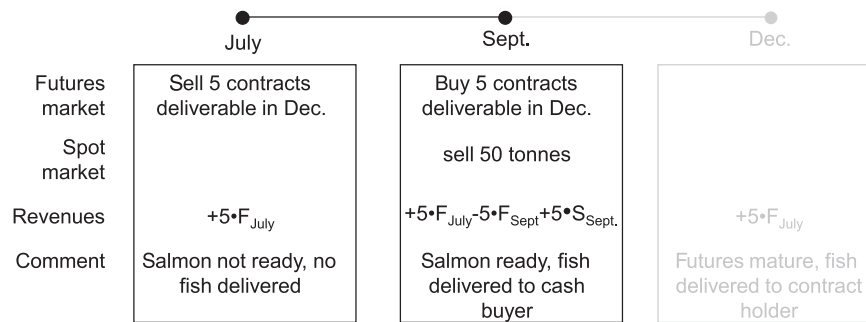 July Sept. Dec.
Futures market
Sell 5 contracts deliverable in Dec.
Buy 5 contracts deliverable in Dec.
Spot market
sell 50 tonnes
Revenues
+5•F_July
+5•F_July-5•F_Sept+5•S_Sept.
+5•F_July
Comment
Salmon not ready, no fish delivered
Salmon ready, fish delivered to cash buyer
Futures mature, fish delivered to contract holder